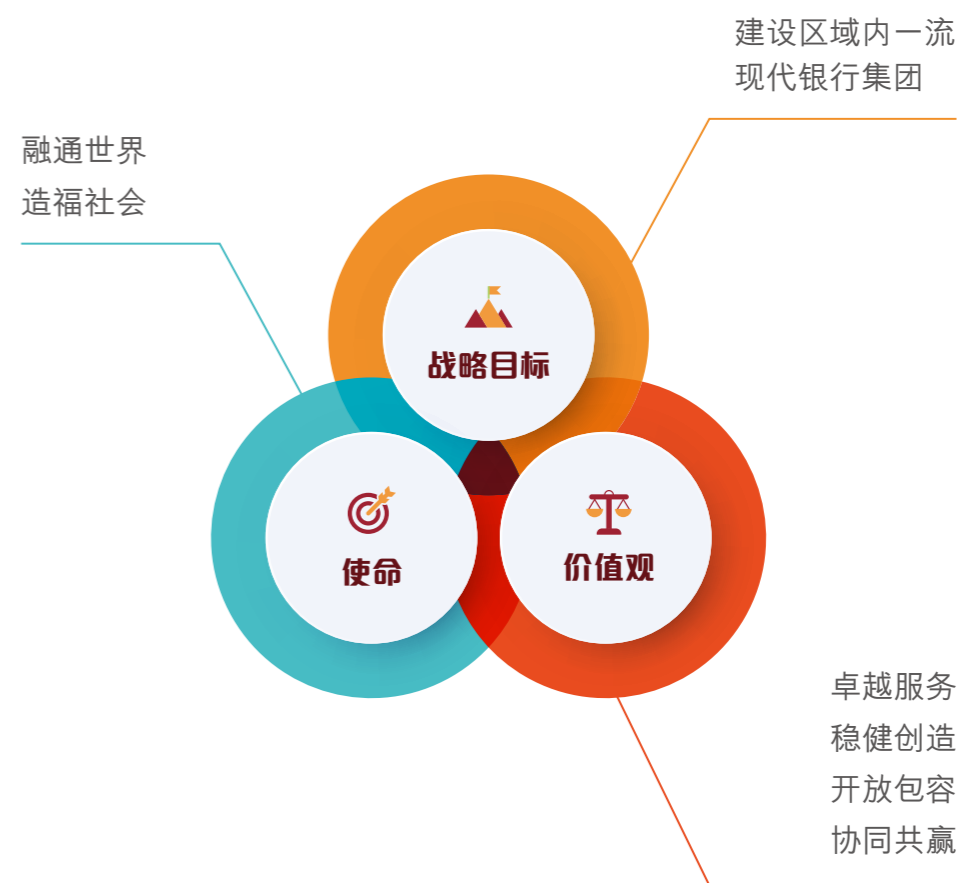 建设区域内一流
现代银行集团
融通世界
造福社会
战略目标
使命
价值观
卓越服务
稳健创造
开放包容
协同共赢